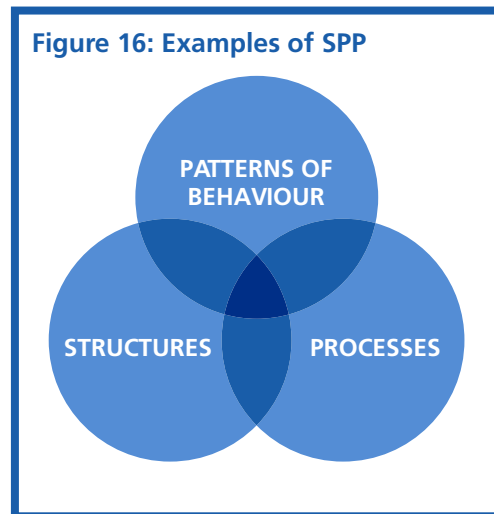 Figure 16: Examples of SPP
PATTERNS OF
BEHAVIOUR
STRUCTURES
PROCESSES